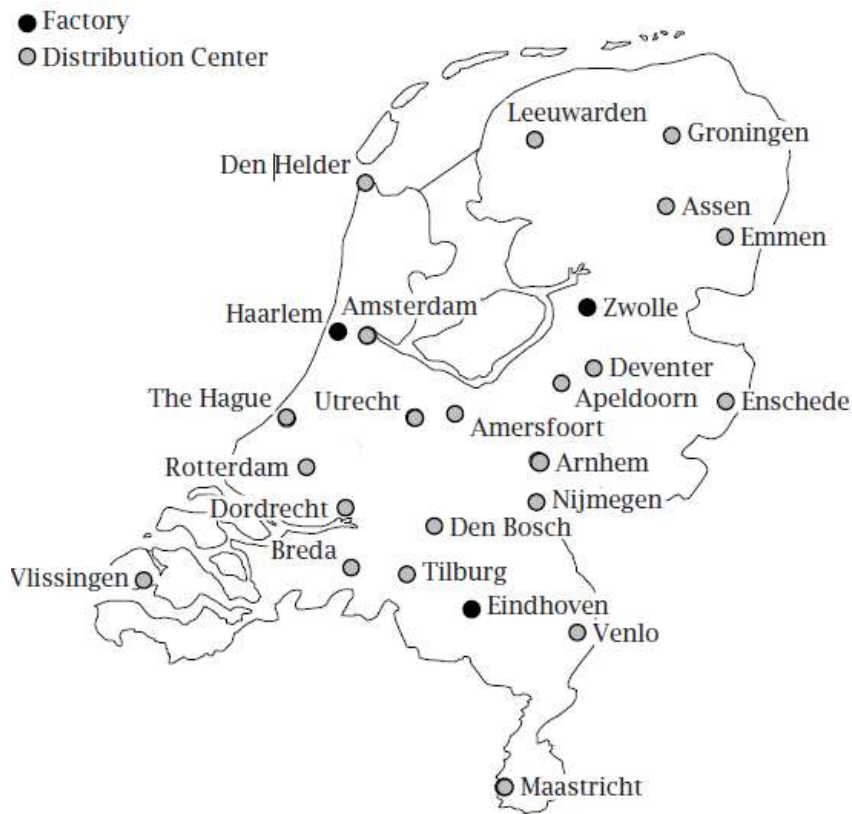 Factory
Distribution Center
Leeuwarden
Groningen
Den Helder
Assen
Emmen
Haarlem
Amsterdam
Zwolle
Deventer
Apeldoorn
The Hague
Utrecht
Enschede
Amersfoort
Rotterdam
Arnhem
Dordrecht
Nijmegen
Den Bosch
Breda
Vlissingen
Tilburg
Eindhoven
Venlo
Maastricht